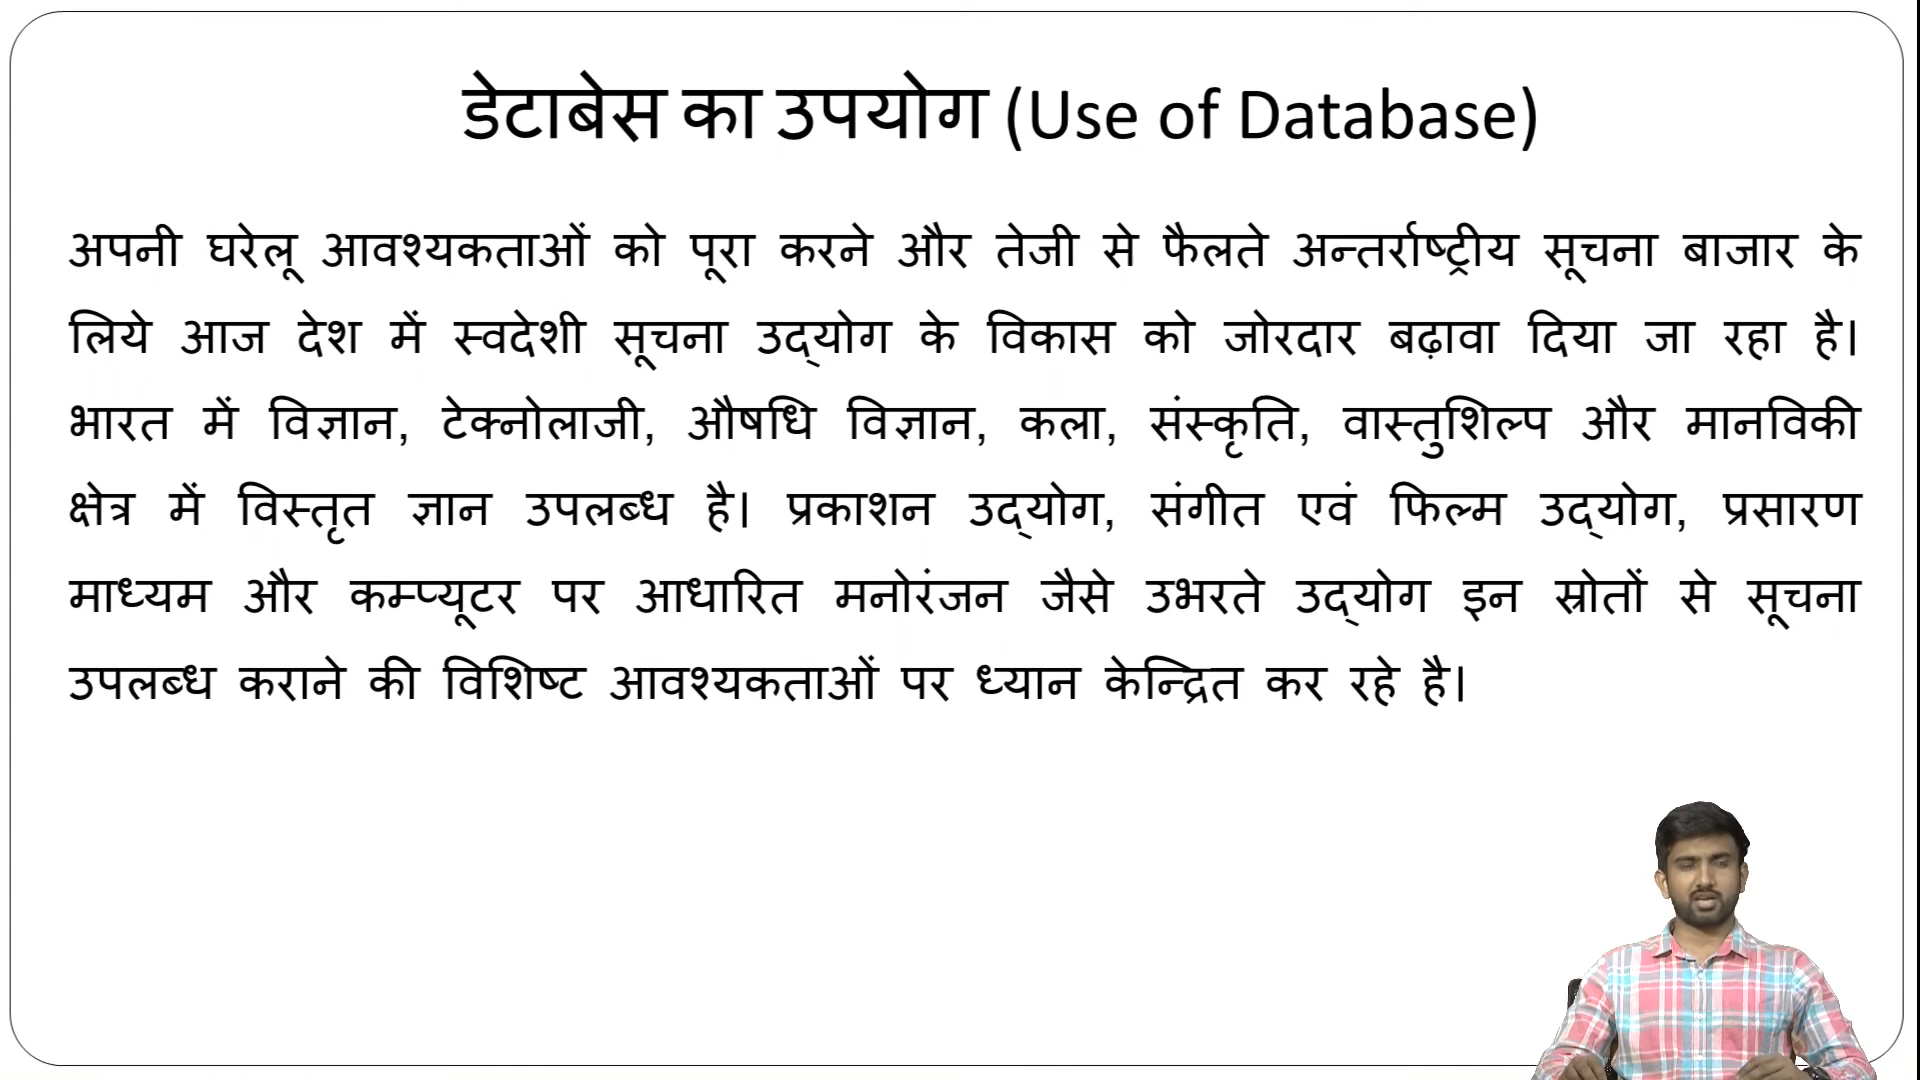 डेटाबेस का उपयोग (Use of Database)
अपनी घरेलू आवश्यकताओं को पूरा करने और तेजी से फैलते अन्तर्राष्ट्रीय सूचना बाजार के
लिये आज देश में स्वदेशी सूचना उद्योग के विकास को जोरदार बढ़ावा दिया जा रहा है।
भारत में विज्ञान, टेक्नोलाजी, औषधि विज्ञान, कला, संस्कृति, वास्तुशिल्प और मानविकी
क्षेत्र में विस्तृत ज्ञान उपलब्ध है। प्रकाशन उद्योग, संगीत एवं फिल्म उद्योग, प्रसारण
माध्यम और कम्प्यूटर पर आधारित मनोरंजन जैसे उभरते उद्योग इन स्रोतों से सूचना
उपलब्ध कराने की विशिष्ट आवश्यकताओं पर ध्यान केन्द्रित कर रहे है।